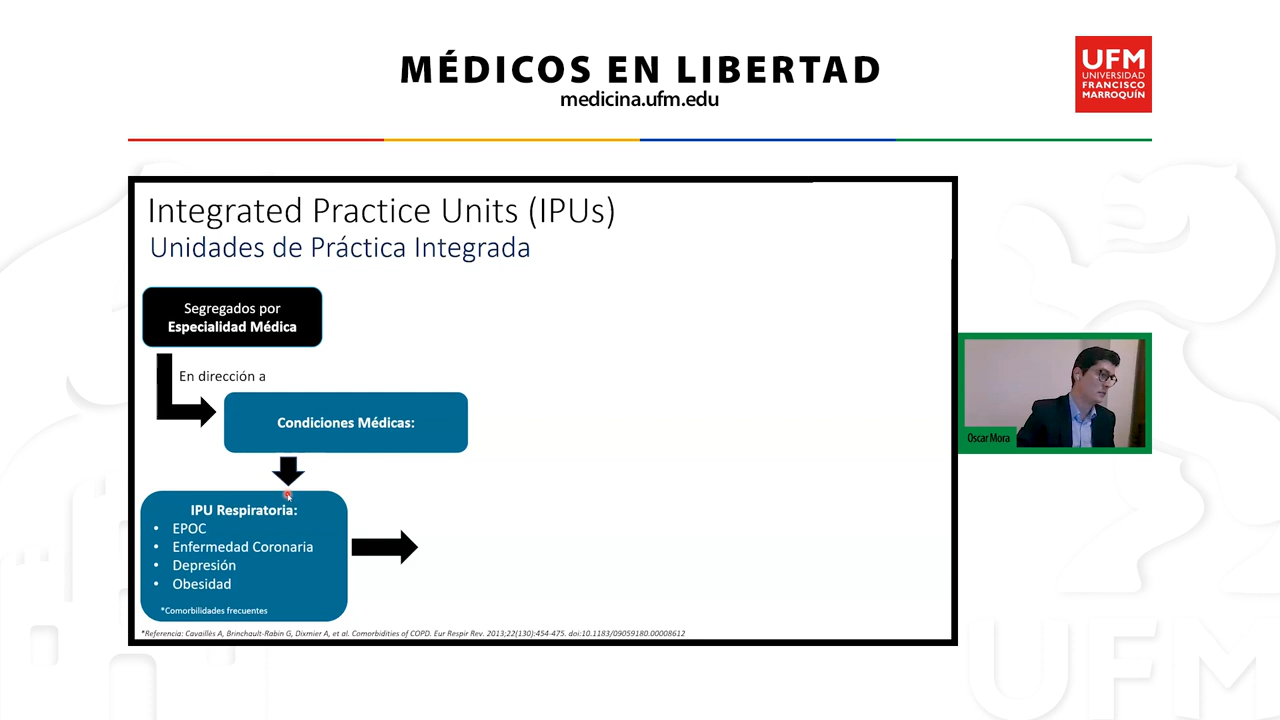 MÉDICOS EN LIBERTAD
medicina.ufm.edu
UFM
UNIVERSIDAD
FRANCISCO
MARROQUÍN
Integrated Practice Units (IPUs)
Unidades de Práctica Integrada
Segregados por
Especialidad Médica
En dirección a
Condiciones Médicas:
IPU Respiratoria:
• EPOC
• Enfermedad Coronaria
• Depresión
• Obesidad
*Comorbilidades frecuentes
*Referencia: Cavaillès A, Brinchault-Rabin G, Dixmier A, et al. Comorbidities of COPD. Eur Respir Rev. 2013;22(130):454-475. doi:10.1183/09059180.00008612
Oscar Mora
UFM